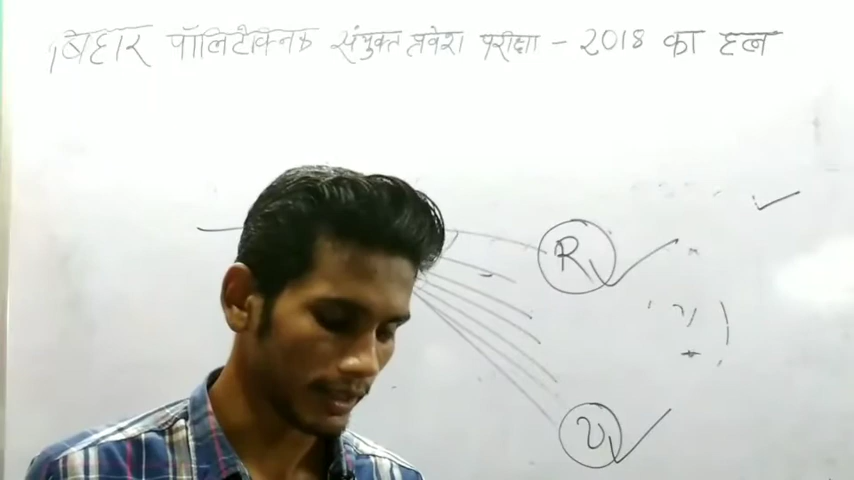 बिहार पॉलिटेक्निक संयुक्त प्रवेश परीक्षा - 2018 का हल
R
V